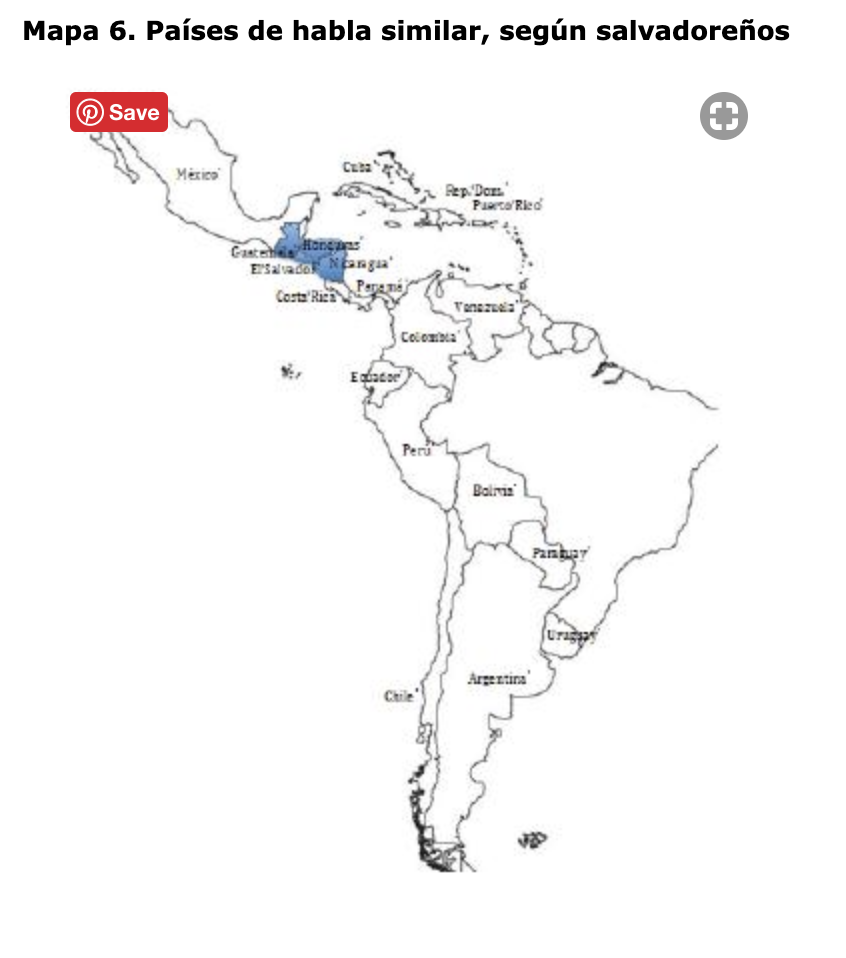 Mapa 6. Países de habla similar, según salvadoreños
Save
México
Cuba
Rep. Dom.
Puerto Rico
Guatemala
Honduras
El Salvador
Nicaragua
Costa Rica
Panamá
Venezuela
Colombia
Ecuador
Perú
Bolivia
Paraguay
Uruguay
Argentina
Chile